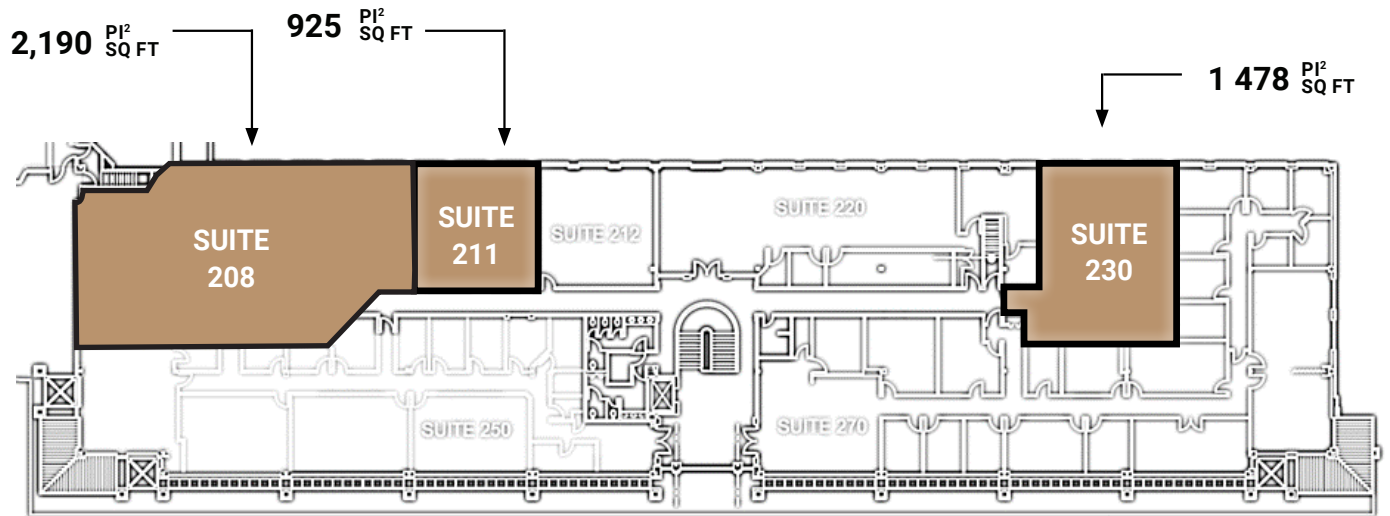 2,190 PI²
SQ FT
925 PI²
SQ FT
1 478 PI²
SQ FT
SUITE
208
SUITE
211
SUITE 212
SUITE 220
SUITE
230
SUITE 250
SUITE 270